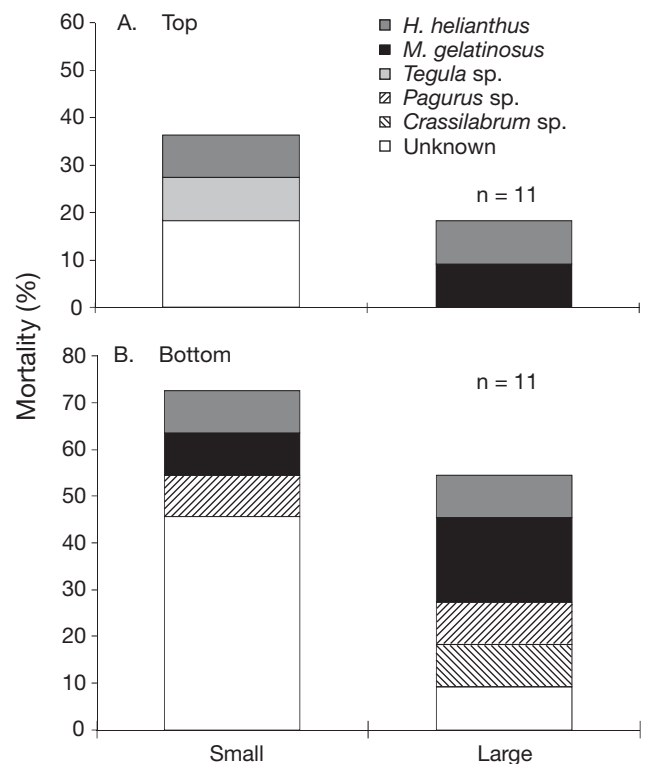 Mortality (%)
A. Top
60
50
40
30
20
10
0
H. helianthus
M. gelatinosus
Tegula sp.
Pagurus sp.
Crassilabrum sp.
Unknown
n = 11
B. Bottom
80
70
60
50
40
30
20
10
0
n = 11
Small
Large